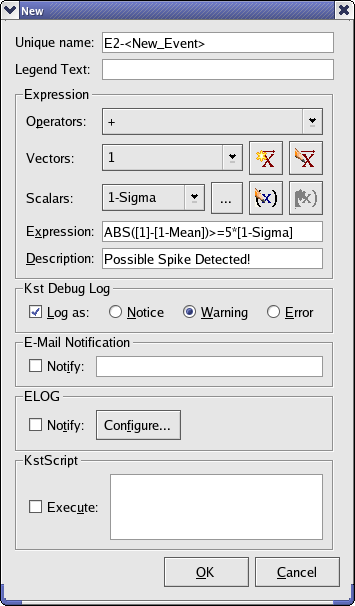 New
Unique name: E2-<New_Event>
Legend Text:
Expression
Operators: +
Vectors: 1
Scalars: 1-Sigma ...
Expression: ABS([1]-[1-Mean])>=5*[1-Sigma]
Description: Possible Spike Detected!
Kst Debug Log
Log as: Notice Warning Error
E-Mail Notification
Notify:
ELOG
Notify: Configure...
KstScript
Execute:
OK Cancel